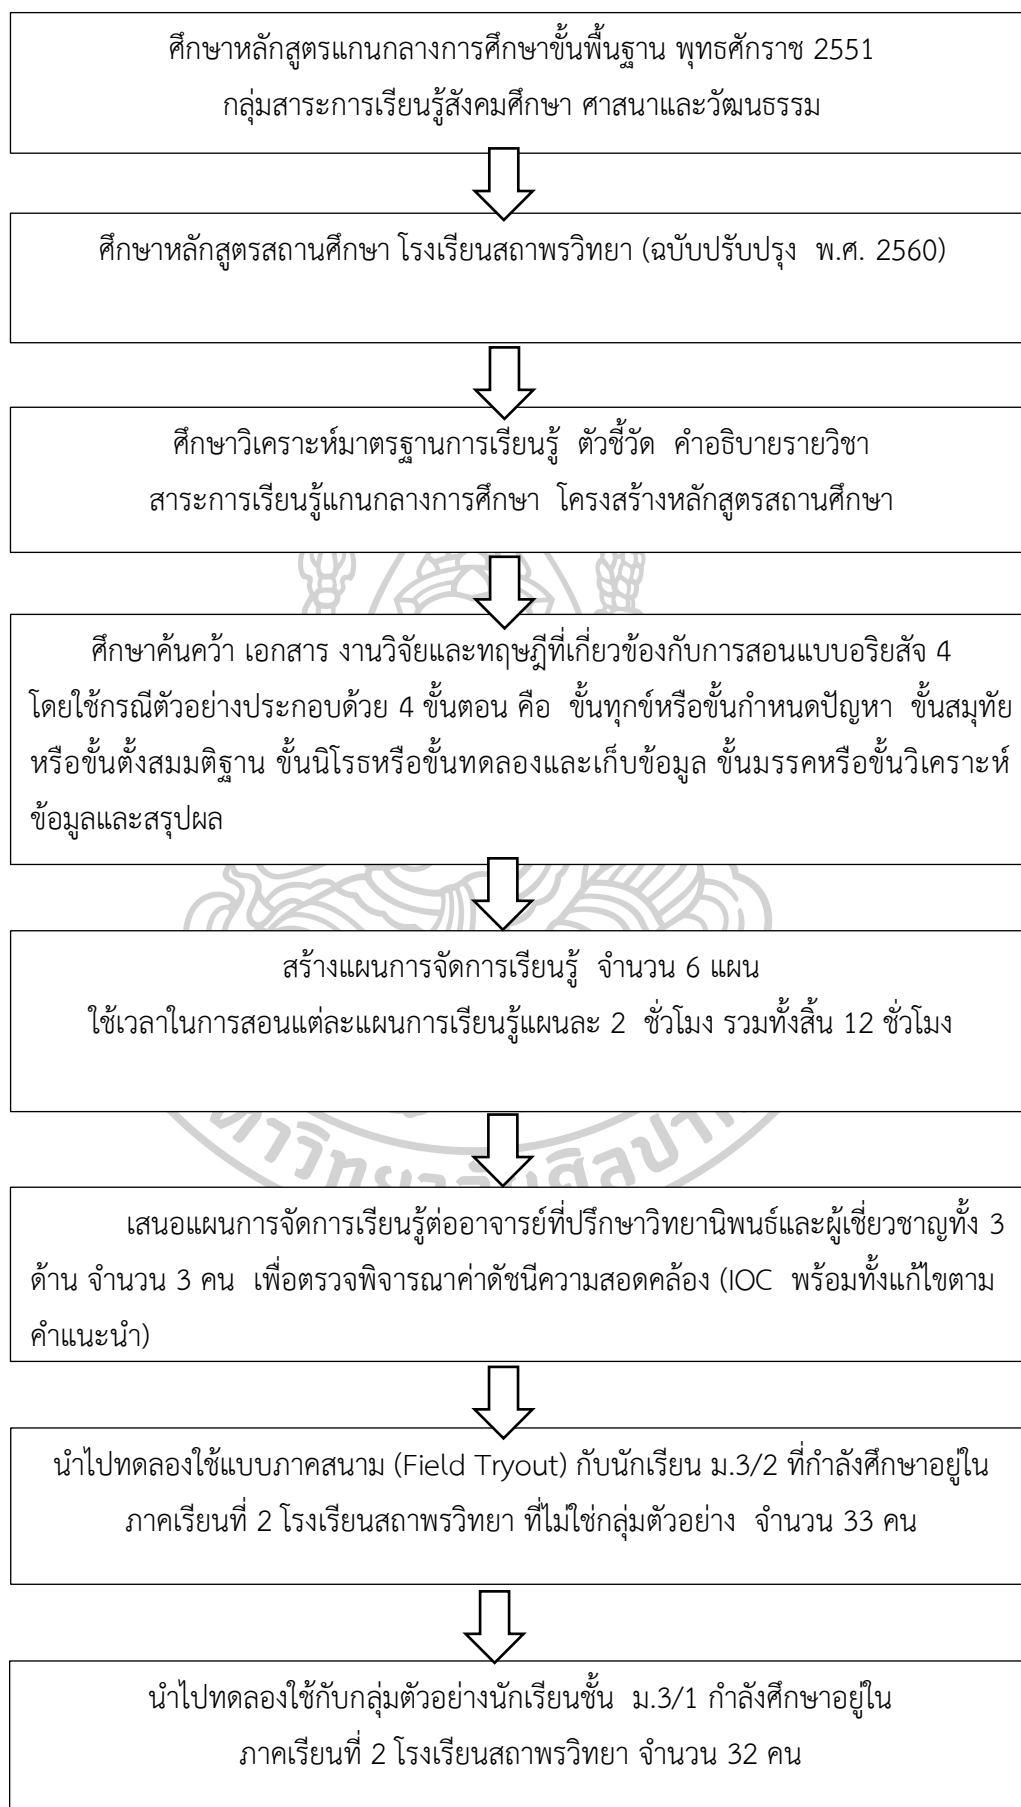 ศึกษาหลักสูตรแกนกลางการศึกษาขั้นพื้นฐาน พุทธศักราช 2551
กลุ่มสาระการเรียนรู้สังคมศึกษา ศาสนาและวัฒนธรรม
ศึกษาหลักสูตรสถานศึกษา โรงเรียนสถาพรวิทยา (ฉบับปรับปรุง พ.ศ. 2560)
ศึกษาวิเคราะห์มาตรฐานการเรียนรู้ ตัวชี้วัด คำอธิบายรายวิชา
สาระการเรียนรู้แกนกลางการศึกษา โครงสร้างหลักสูตรสถานศึกษา
ศึกษาค้นคว้า เอกสาร งานวิจัยและทฤษฎีที่เกี่ยวข้องกับการสอนแบบอริยสัจ 4
โดยใช้กรณีตัวอย่างประกอบด้วย 4 ขั้นตอน คือ ขั้นทุกข์หรือขั้นกำหนดปัญหา ขั้นสมุทัย
หรือขั้นตั้งสมมติฐาน ขั้นนิโรธหรือขั้นทดลองและเก็บข้อมูล ขั้นมรรคหรือขั้นวิเคราะห์
ข้อมูลและสรุปผล
สร้างแผนการจัดการเรียนรู้ จำนวน 6 แผน
ใช้เวลาในการสอนแต่ละแผนการเรียนรู้แผนละ 2 ชั่วโมง รวมทั้งสิ้น 12 ชั่วโมง
เสนอแผนการจัดการเรียนรู้ต่ออาจารย์ที่ปรึกษาวิทยานิพนธ์และผู้เชี่ยวชาญทั้ง 3
ด้าน จำนวน 3 คน เพื่อตรวจพิจารณาค่าดัชนีความสอดคล้อง (IOC พร้อมทั้งแก้ไขตาม
คำแนะนำ)
นำไปทดลองใช้แบบภาคสนาม (Field Tryout) กับนักเรียน ม.3/2 ที่กำลังศึกษาอยู่ใน
ภาคเรียนที่ 2 โรงเรียนสถาพรวิทยา ที่ไม่ใช่กลุ่มตัวอย่าง จำนวน 33 คน
นำไปทดลองใช้กับกลุ่มตัวอย่างนักเรียนชั้น ม.3/1 กำลังศึกษาอยู่ใน
ภาคเรียนที่ 2 โรงเรียนสถาพรวิทยา จำนวน 32 คน